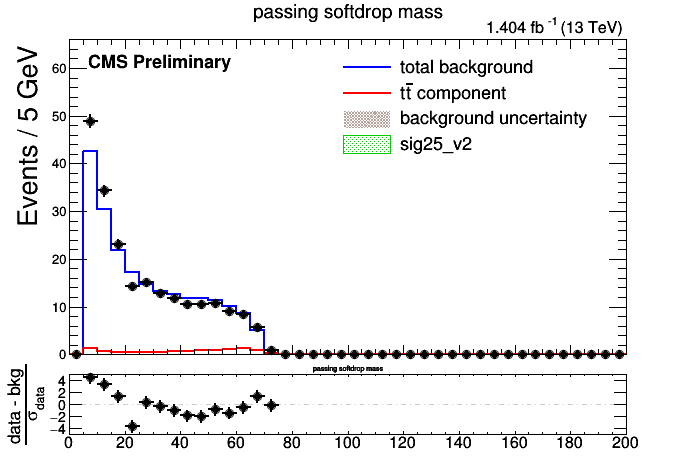 passing softdrop mass
1.404 fb⁻¹ (13 TeV)
CMS Preliminary
total background
tt̄ component
background uncertainty
sig25_v2
Events / 5 GeV
60
50
40
30
20
10
0
passing softdrop mass
data - bkg
σ_data
4
2
0
−2
−4
0 20 40 60 80 100 120 140 160 180 200